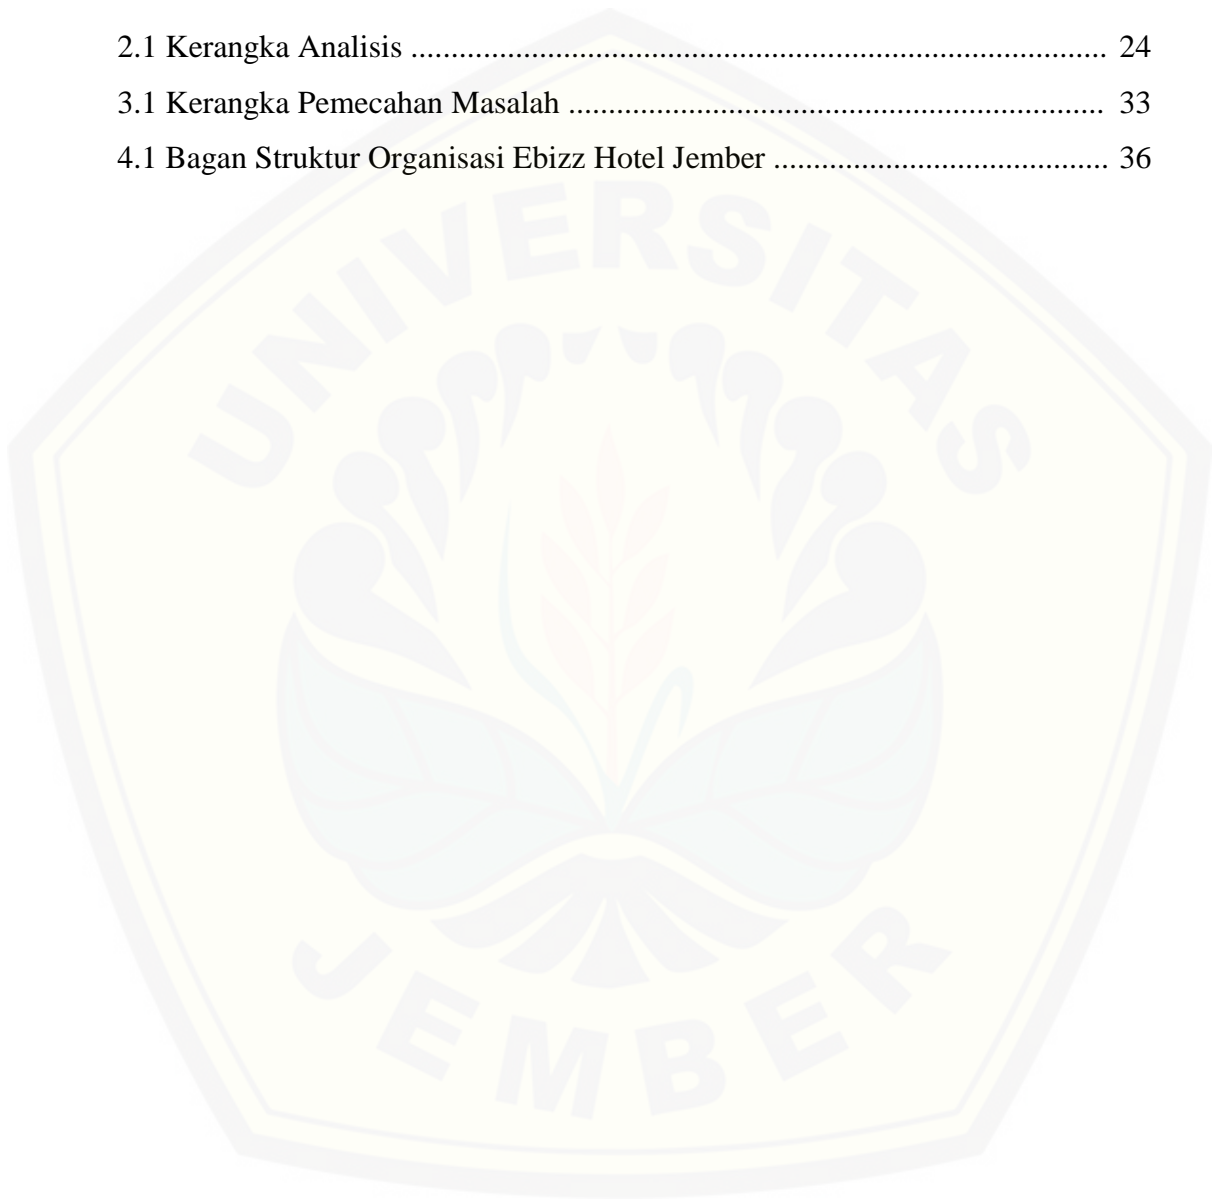 2.1 Kerangka Analisis ....................................................................................... 24
3.1 Kerangka Pemecahan Masalah ................................................................... 33
4.1 Bagan Struktur Organisasi Ebizz Hotel Jember .......................................... 36
UNIVERSITAS
JEMBER